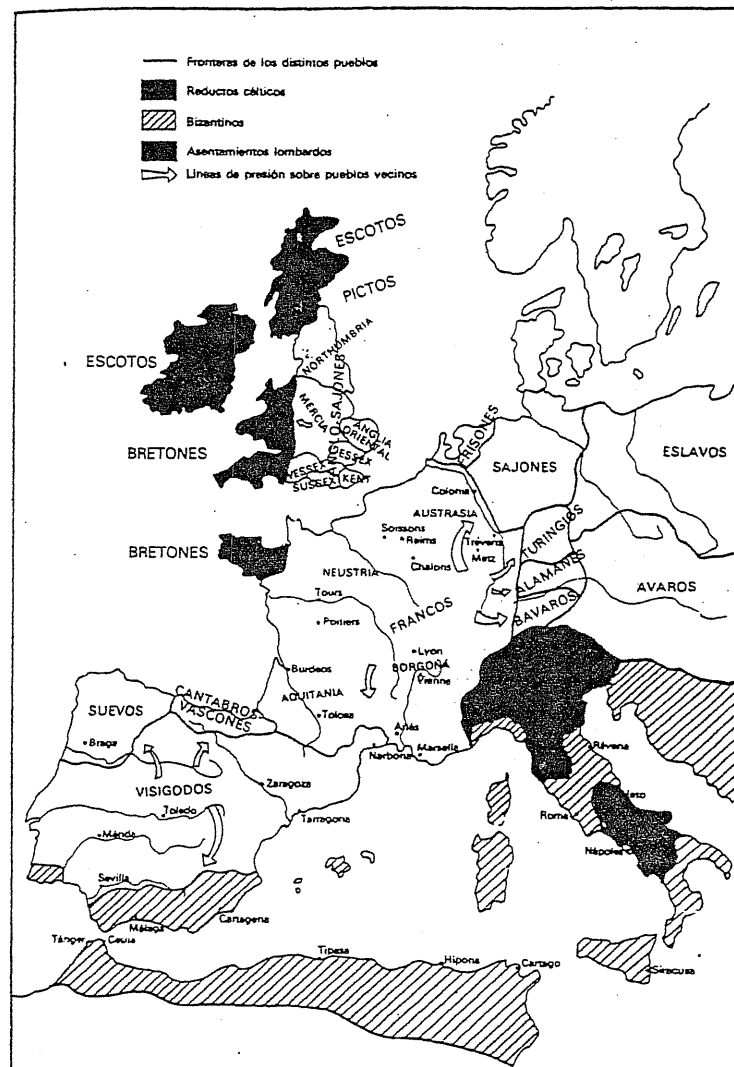 Fronteras de los distintos pueblos
Reductos célticos
Bizantinos
Asentamientos lombardos
Líneas de presión sobre pueblos vecinos
ESCOTOS
PICTOS
ESCOTOS
NORTHUMBRIA
ANGLO-SAJONES
MERCIA
ANGLIA
ORIENTAL
BRETONES
ESSEX
WESSEX
SUSSEX
KENT
FRISONES
SAJONES
ESLAVOS
Colonia
AUSTRASIA
TURINGIOS
Soissons
Reims
Tréveris
Metz
Chalons
BRETONES
NEUSTRIA
ALAMANES
AVAROS
BAVAROS
Tours
FRANCOS
Poitiers
Lyon
BORGOÑA
Vienne
Burdeos
AQUITANIA
CANTABROS
VASCONES
SUEVOS
Tolosa
Arlés
Braga
Narbona
Marsella
Rávena
VISIGODOS
Zaragoza
Toledo
Tarragona
Roma
Mérida
Nápoles
Sevilla
Cartagena
Málaga
Tánger
Ceuta
Tipasa
Hipona
Cartago
Siracusa